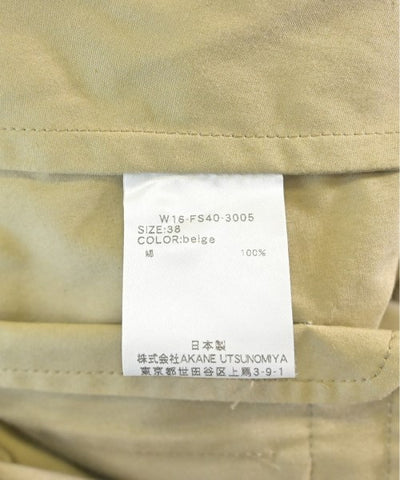 W16-FS40-3005
SIZE:38
COLOR:beige
綿 100%
日本製
株式会社AKANE UTSUNOMIYA
東京都世田谷区上馬3-9-1